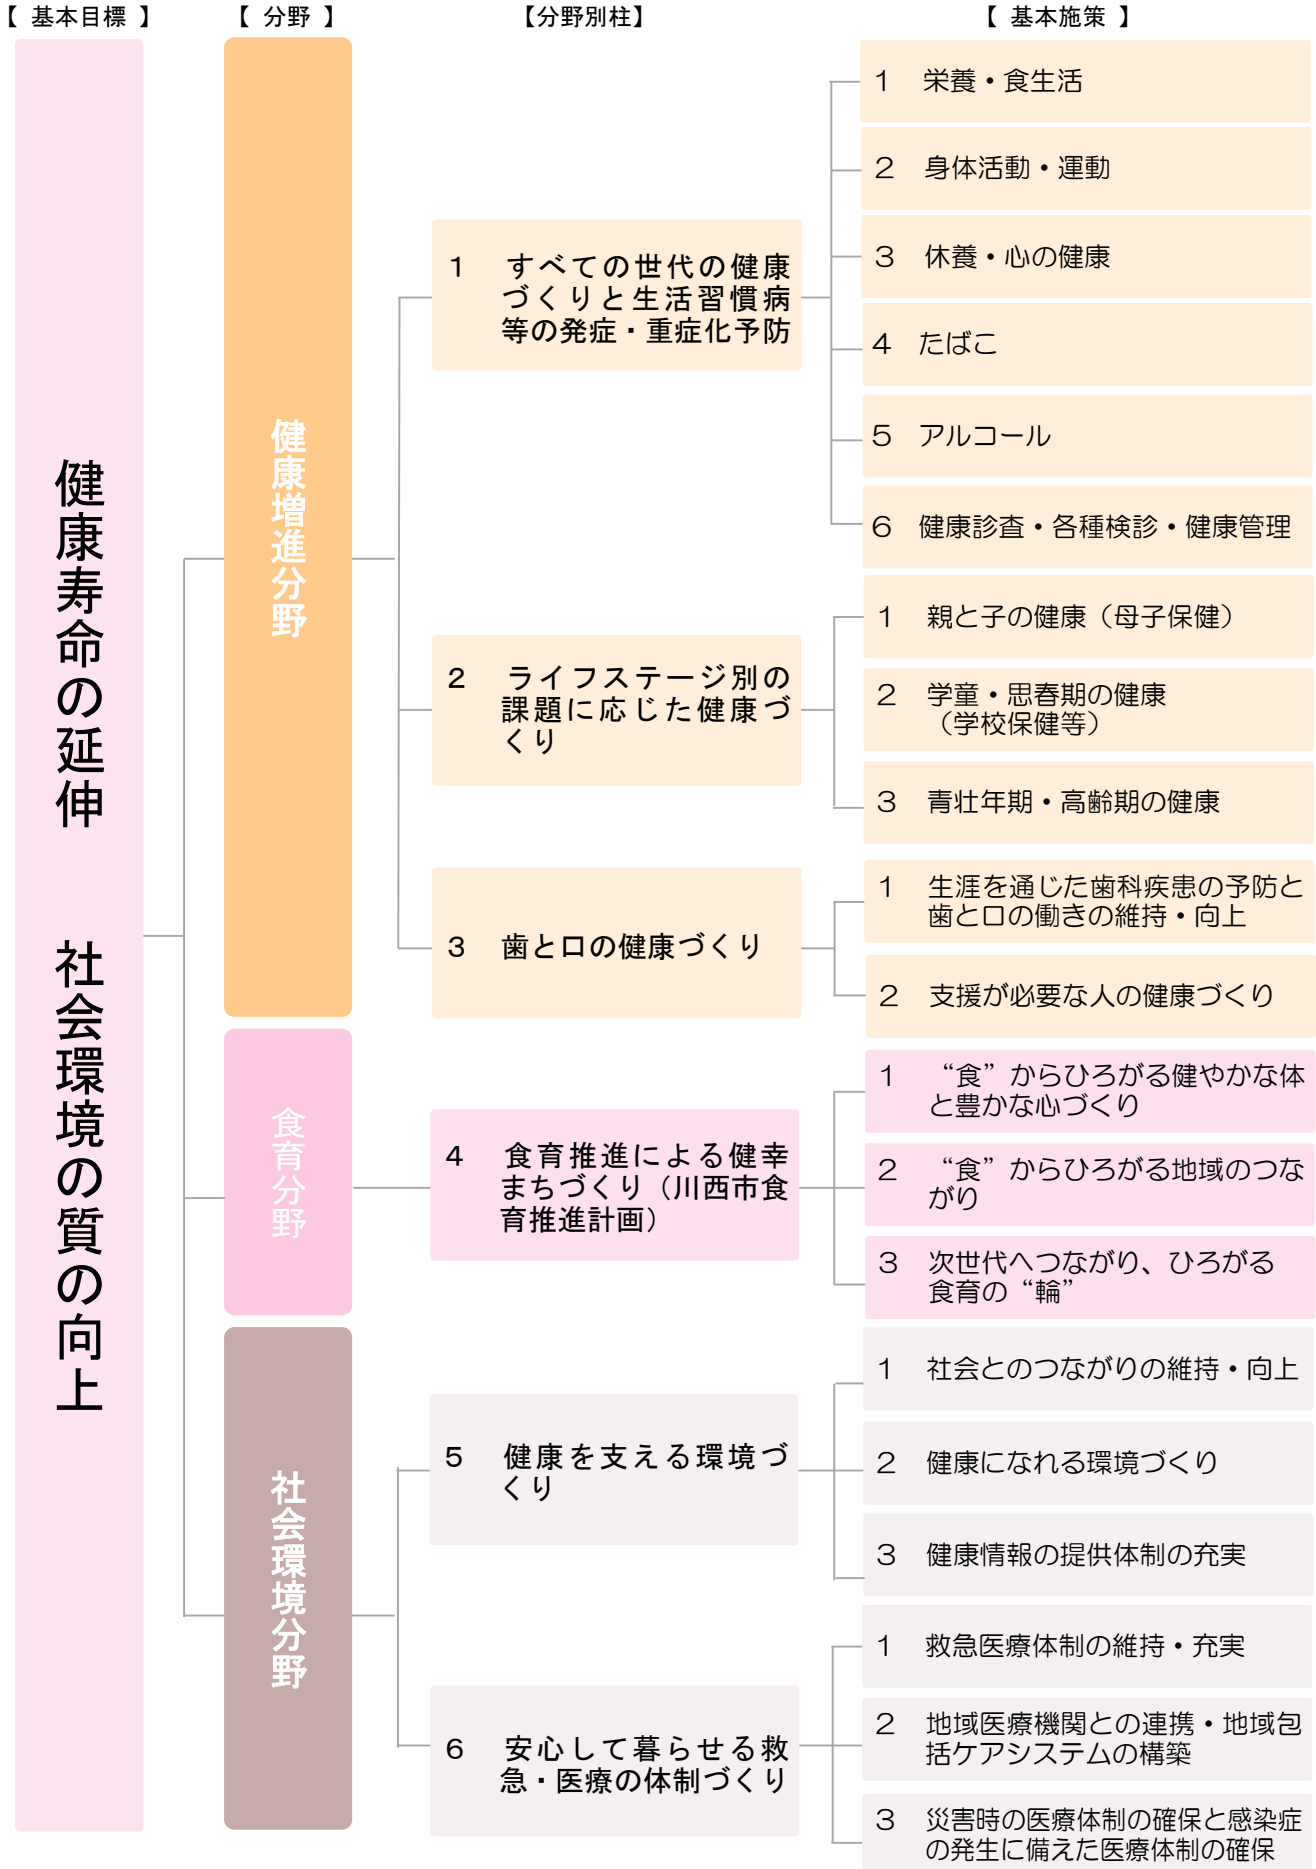 【 基本目標 】
【 分野 】
【分野別柱】
【 基本施策 】
健康寿命の延伸　社会環境の質の向上
健康増進分野
1　すべての世代の健康
づくりと生活習慣病
等の発症・重症化予防
1　栄養・食生活
2　身体活動・運動
3　休養・心の健康
4　たばこ
5　アルコール
6　健康診査・各種検診・健康管理
2　ライフステージ別の
課題に応じた健康づ
くり
1　親と子の健康（母子保健）
2　学童・思春期の健康
（学校保健等）
3　青壮年期・高齢期の健康
3　歯と口の健康づくり
1　生涯を通じた歯科疾患の予防と
歯と口の働きの維持・向上
2　支援が必要な人の健康づくり
食育分野
4　食育推進による健幸
まちづくり（川西市食
育推進計画）
1　“食”からひろがる健やかな体
と豊かな心づくり
2　“食”からひろがる地域のつな
がり
3　次世代へつながり、ひろがる
食育の“輪”
社会環境分野
5　健康を支える環境づ
くり
1　社会とのつながりの維持・向上
2　健康になれる環境づくり
3　健康情報の提供体制の充実
6　安心して暮らせる救
急・医療の体制づくり
1　救急医療体制の維持・充実
2　地域医療機関との連携・地域包
括ケアシステムの構築
3　災害時の医療体制の確保と感染症
の発生に備えた医療体制の確保